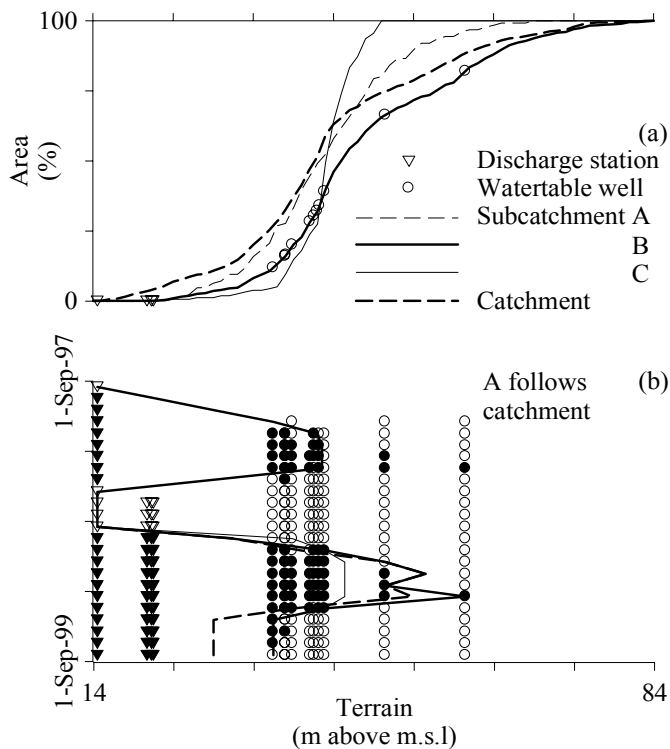 100
(a)
Area
(%)
Discharge station
Watertable well
Subcatchment A
B
C
Catchment
0
1-Sep-97
A follows
catchment
(b)
1-Sep-99
14
Terrain
84
(m above m.s.l)